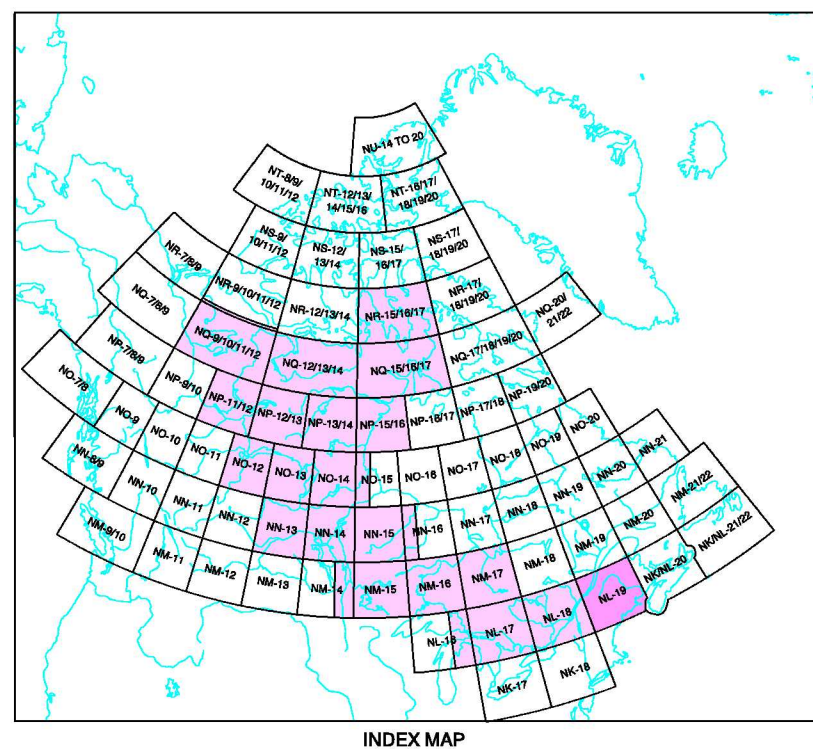 NU-14 TO 20
NT-8/9/
10/11/12
NT-12/13/
14/15/16
NT-16/17/
18/19/20
NS-9/
10/11/12
NS-12/
13/14
NS-15/
16/17
NS-17/
18/19/20
NR-7/8/9
NR-9/10/11/12
NR-12/13/14
NR-15/16/17
NR-17/
18/19/20
NQ-7/8/9
NQ-9/10/11/12
NQ-12/13/14
NQ-15/16/17
NQ-17/18/19/20
NQ-20/
21/22
NP-7/8/9
NP-9/10
NP-11/12
NP-12/13
NP-13/14
NP-15/16
NP-16/17
NP-17/18
NP-19/20
NO-7/8
NO-9
NO-10
NO-11
NO-12
NO-13
NO-14
NO-15
NO-16
NO-17
NO-18
NO-19
NO-20
NN-8/9
NN-10
NN-11
NN-12
NN-13
NN-14
NN-15
NN-16
NN-17
NN-18
NN-19
NN-20
NN-21
NM-9/10
NM-11
NM-12
NM-13
NM-14
NM-15
NM-16
NM-17
NM-18
NM-19
NM-20
NM-21/22
NL-16
NL-17
NL-18
NL-19
NK/NL-20
NK/NL-21/22
NK-17
NK-18
INDEX MAP